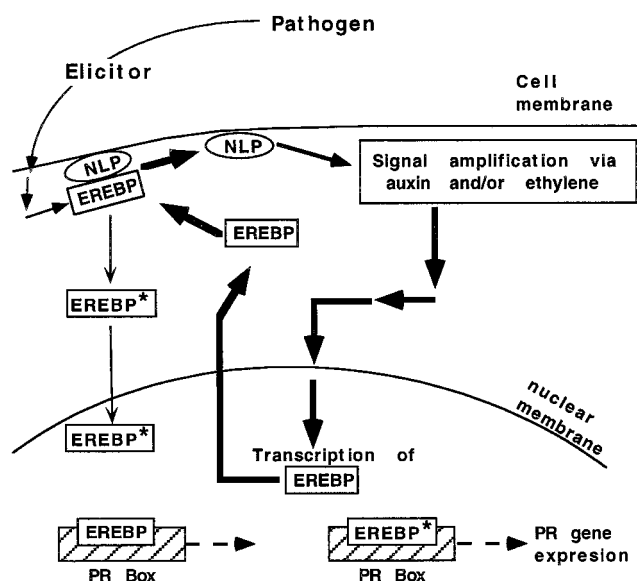 Pathogen
Elicitor
Cell
membrane
NLP
NLP
EREBP
Signal amplification via
auxin and/or ethylene
EREBP
EREBP*
nuclear
membrane
EREBP*
Transcription of
EREBP
EREBP
PR Box
EREBP*
PR Box
PR gene
expresion